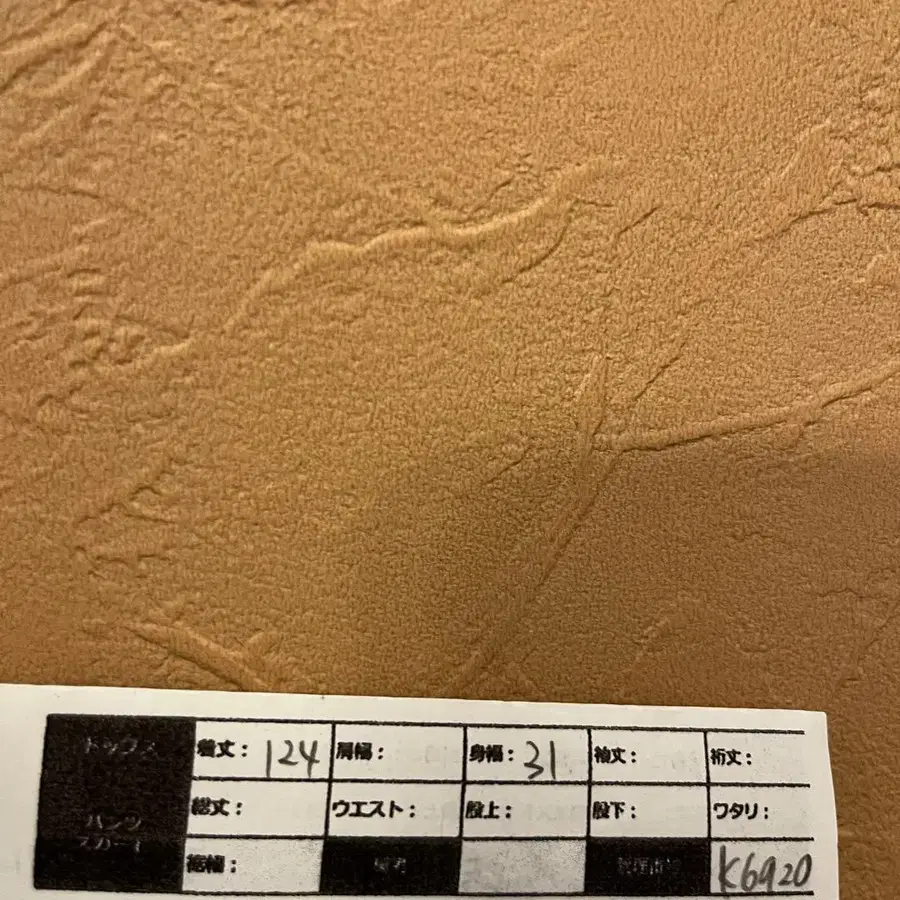 トップス 着丈: 124 肩幅: 身幅: 31 袖丈: 裄丈:
パンツ 総丈: ウエスト: 股上: 股下: ワタリ:
スカート 裾幅: 備考 K6920